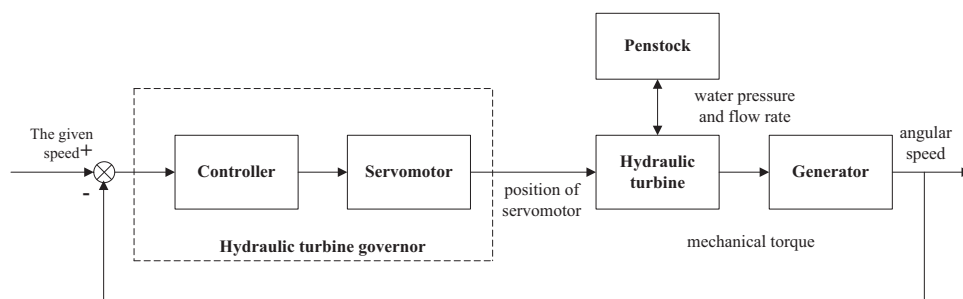 Penstock
water pressure
and flow rate
The given
speed
+
-
Controller
Servomotor
position of
servomotor
Hydraulic
turbine
Generator
angular
speed
Hydraulic turbine governor
mechanical torque